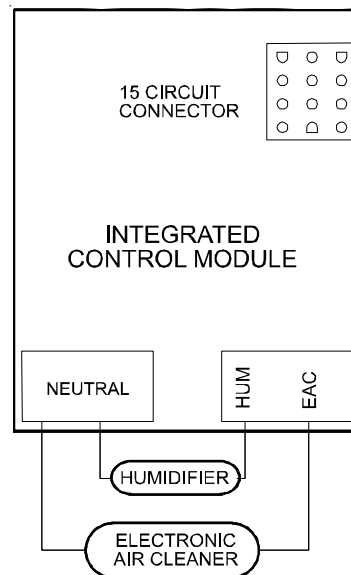 15 CIRCUIT
CONNECTOR
INTEGRATED
CONTROL MODULE
NEUTRAL
HUM
EAC
HUMIDIFIER
ELECTRONIC
AIR CLEANER